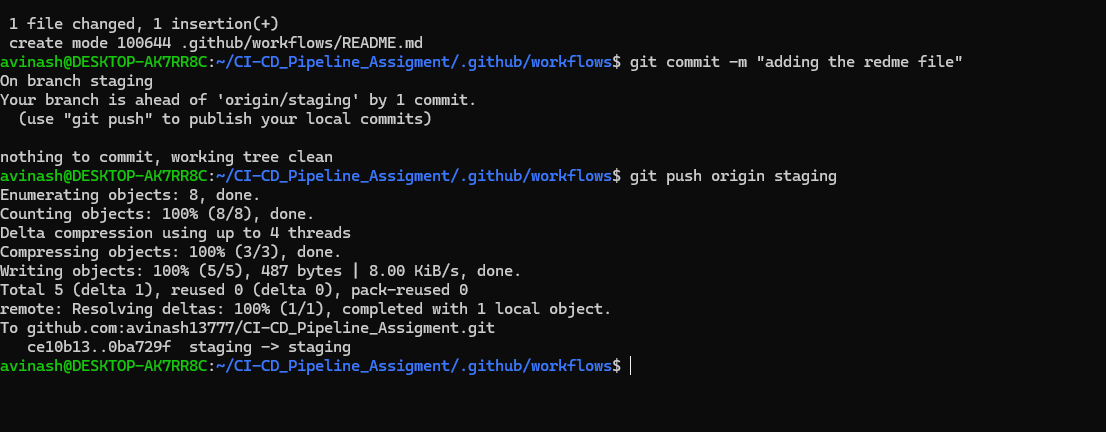 1 file changed, 1 insertion(+)
create mode 100644 .github/workflows/README.md
avinash@DESKTOP-AK7RR8C:~/CI-CD_Pipeline_Assigment/.github/workflows$ git commit -m "adding the redme file"
On branch staging
Your branch is ahead of 'origin/staging' by 1 commit.
(use "git push" to publish your local commits)
nothing to commit, working tree clean
avinash@DESKTOP-AK7RR8C:~/CI-CD_Pipeline_Assigment/.github/workflows$ git push origin staging
Enumerating objects: 8, done.
Counting objects: 100% (8/8), done.
Delta compression using up to 4 threads
Compressing objects: 100% (3/3), done.
Writing objects: 100% (5/5), 487 bytes | 8.00 KiB/s, done.
Total 5 (delta 1), reused 0 (delta 0), pack-reused 0
remote: Resolving deltas: 100% (1/1), completed with 1 local object.
To github.com:avinash13777/CI-CD_Pipeline_Assigment.git
ce10b13..0ba729f  staging -> staging
avinash@DESKTOP-AK7RR8C:~/CI-CD_Pipeline_Assigment/.github/workflows$